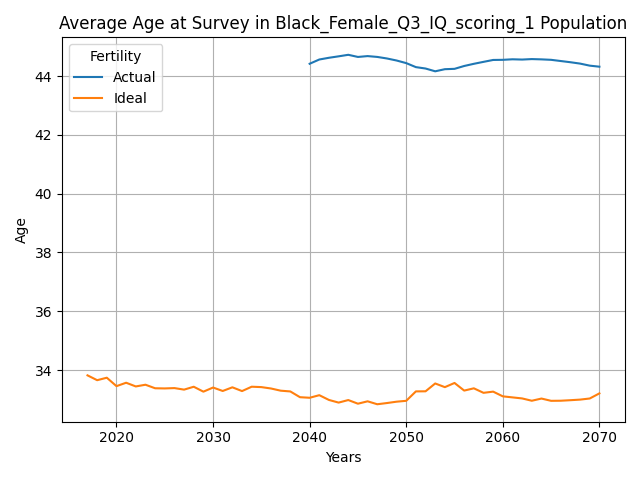 Average Age at Survey in Black_Female_Q3_IQ_scoring_1 Population
Fertility
Actual
Ideal
Age
44
42
40
38
36
34
2020
2030
2040
2050
2060
2070
Years